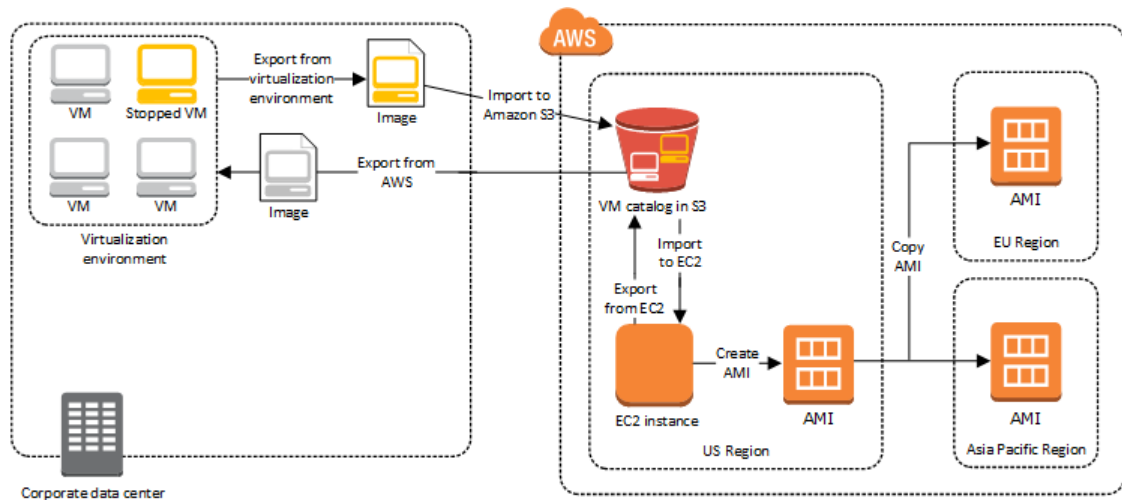 AWS
VM
Stopped VM
Export from
virtualization
environment
Image
Import to
Amazon S3
VM
VM
Image
Export from
AWS
Virtualization
environment
VM catalog in S3
Import
to EC2
Export
from EC2
EC2 instance
Create
AMI
AMI
US Region
Copy
AMI
AMI
EU Region
AMI
Asia Pacific Region
Corporate data center